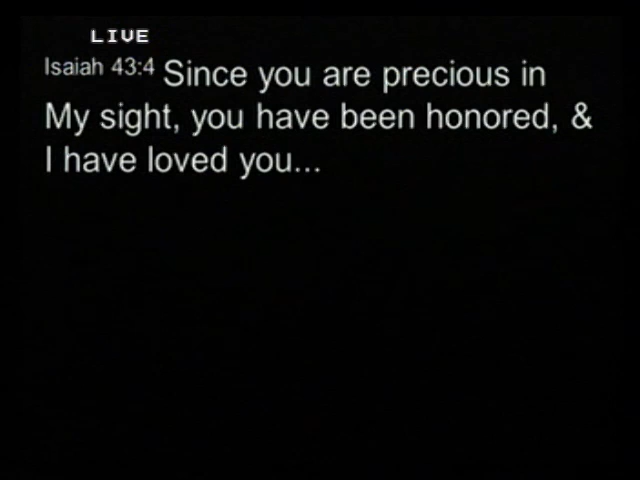 LIVE
Isaiah 43:4 Since you are precious in
My sight, you have been honored, &
I have loved you...